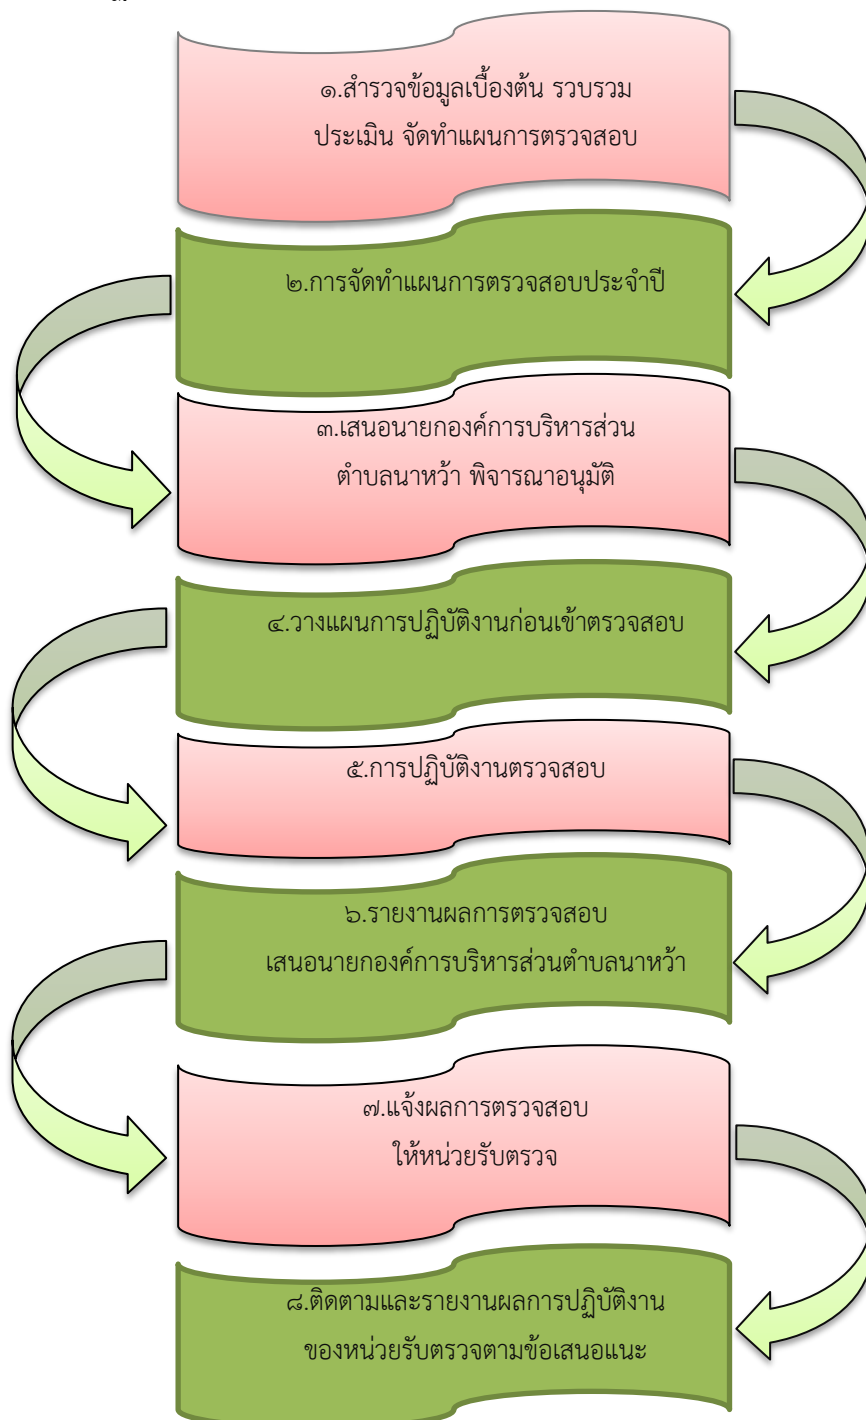 ๑.สำรวจข้อมูลเบื้องต้น รวบรวม
ประเมิน จัดทำแผนการตรวจสอบ
๒.การจัดทำแผนการตรวจสอบประจำปี
๓.เสนอนายกองค์การบริหารส่วน
ตำบลนาหว้า พิจารณาอนุมัติ
๔.วางแผนการปฏิบัติงานก่อนเข้าตรวจสอบ
๕.การปฏิบัติงานตรวจสอบ
๖.รายงานผลการตรวจสอบ
เสนอนายกองค์การบริหารส่วนตำบลนาหว้า
๗.แจ้งผลการตรวจสอบ
ให้หน่วยรับตรวจ
๘.ติดตามและรายงานผลการปฏิบัติงาน
ของหน่วยรับตรวจตามข้อเสนอแนะ